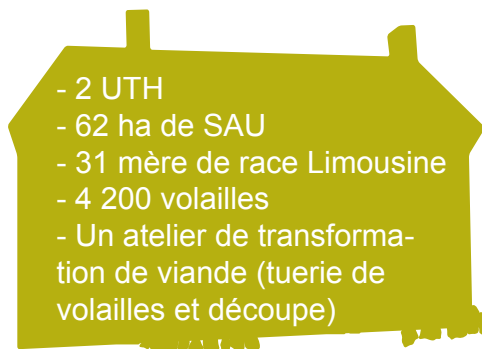 - 2 UTH
- 62 ha de SAU
- 31 mère de race Limousine
- 4 200 volailles
- Un atelier de transforma-
tion de viande (tuerie de
volailles et découpe)